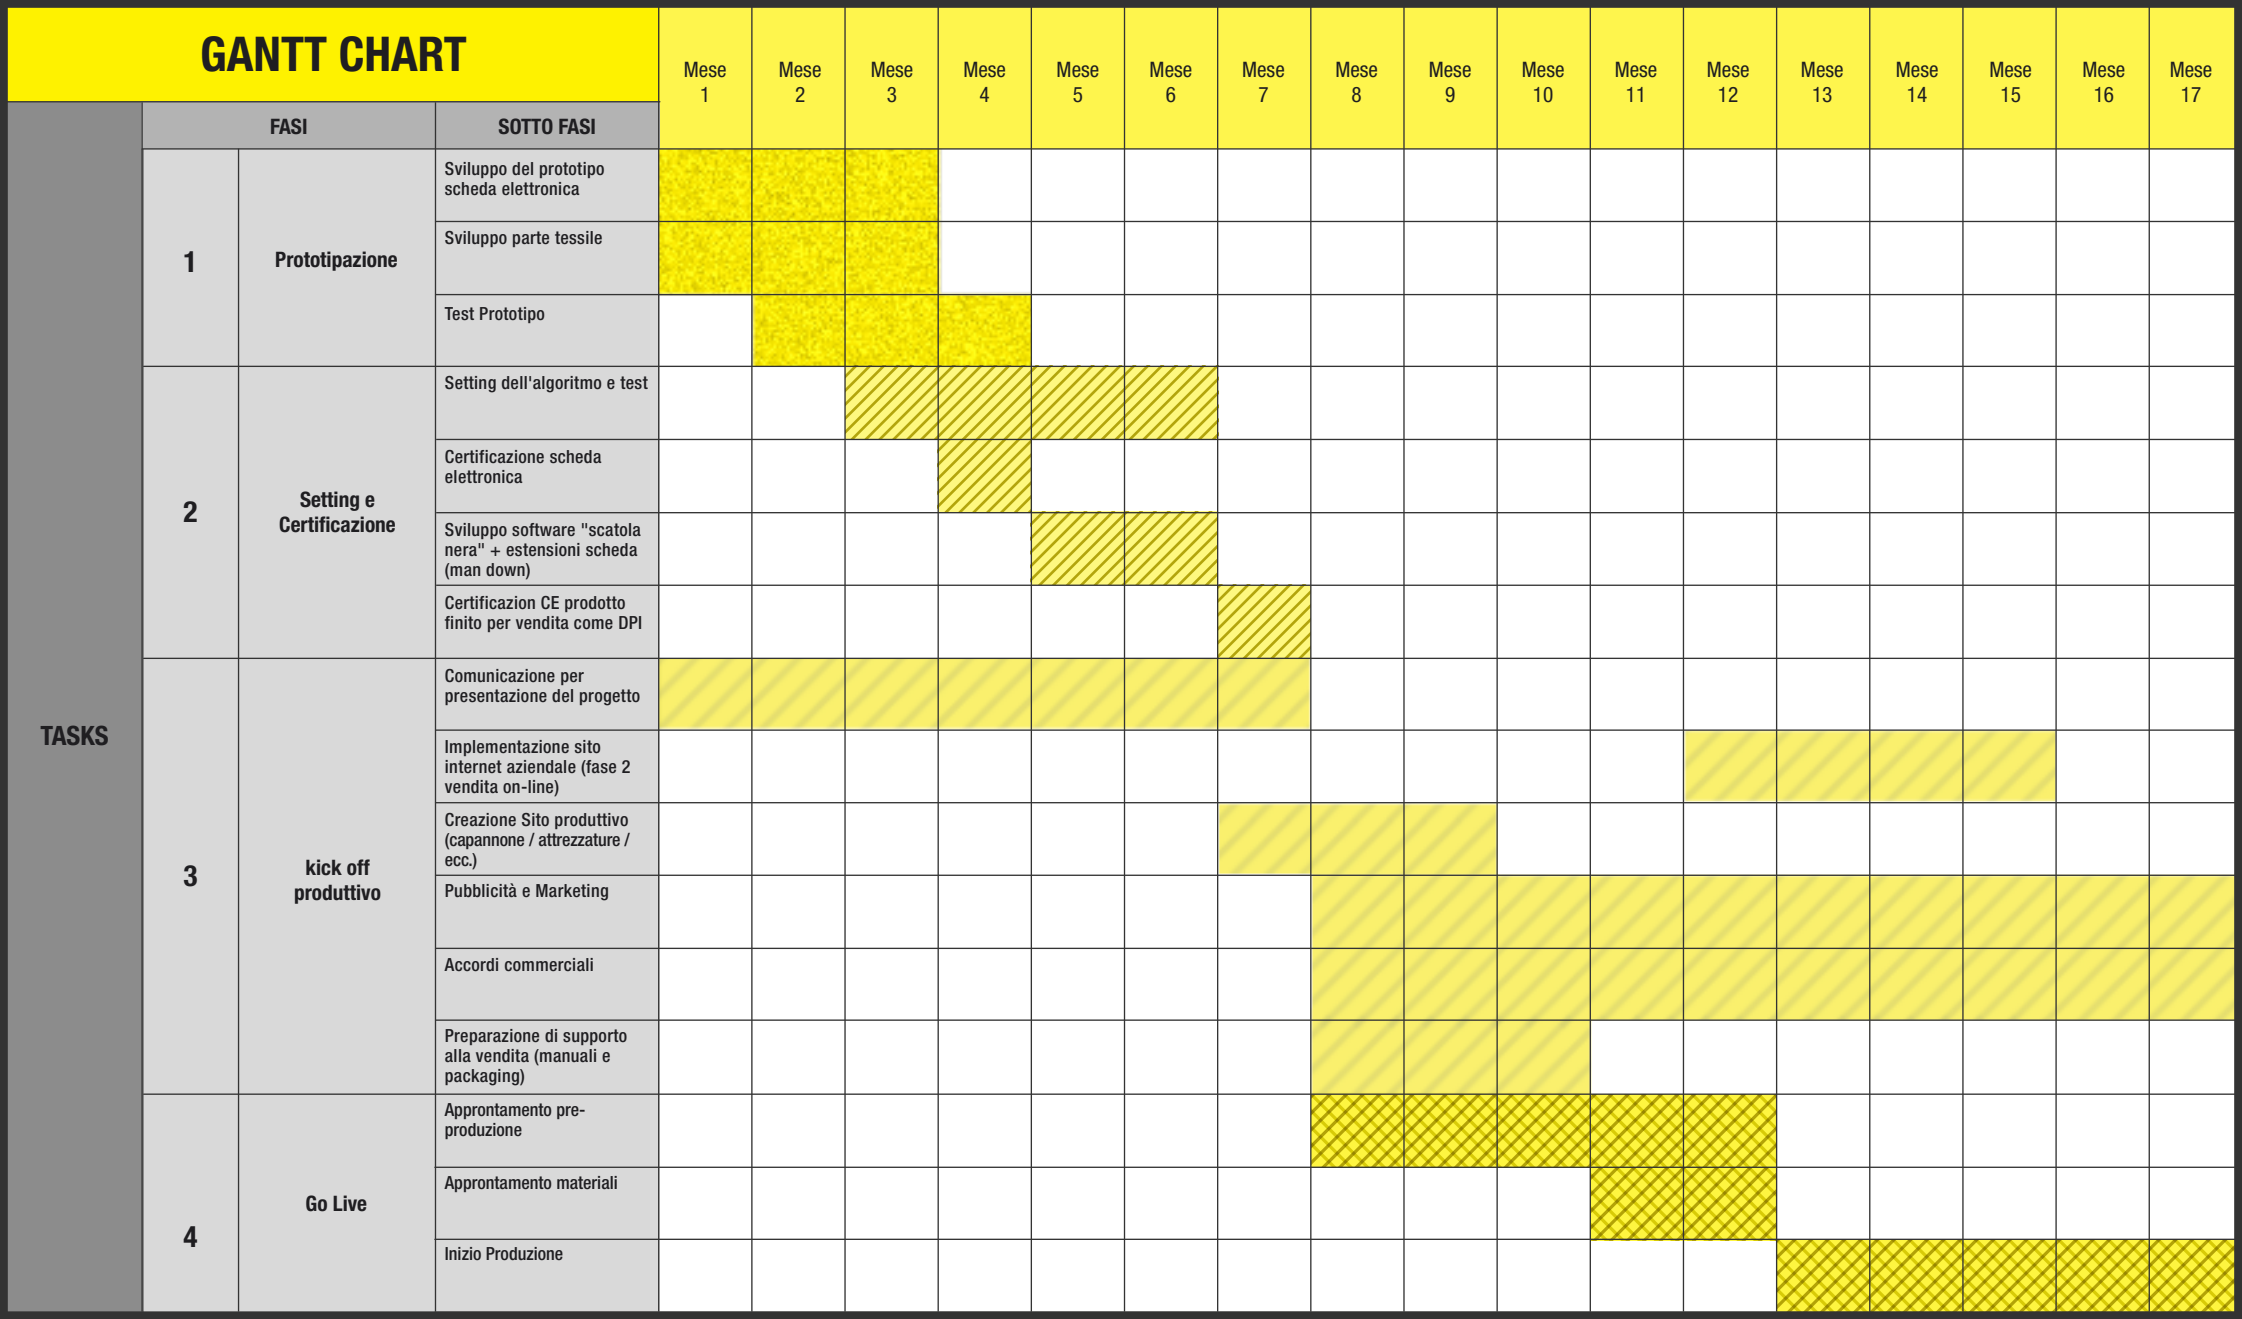 GANTT CHART
Mese
1
Mese
2
Mese
3
Mese
4
Mese
5
Mese
6
Mese
7
Mese
8
Mese
9
Mese
10
Mese
11
Mese
12
Mese
13
Mese
14
Mese
15
Mese
16
Mese
17
FASI
SOTTO FASI
TASKS
1
Prototipazione
Sviluppo del prototipo
scheda elettronica
Sviluppo parte tessile
Test Prototipo
2
Setting e
Certificazione
Setting dell'algoritmo e test
Certificazione scheda
elettronica
Sviluppo software "scatola
nera" + estensioni scheda
(man down)
Certificazion CE prodotto
finito per vendita come DPI
3
kick off
produttivo
Comunicazione per
presentazione del progetto
Implementazione sito
internet aziendale (fase 2
vendita on-line)
Creazione Sito produttivo
(capannone / attrezzature /
ecc.)
Pubblicità e Marketing
Accordi commerciali
Preparazione di supporto
alla vendita (manuali e
packaging)
4
Go Live
Approntamento pre-
produzione
Approntamento materiali
Inizio Produzione